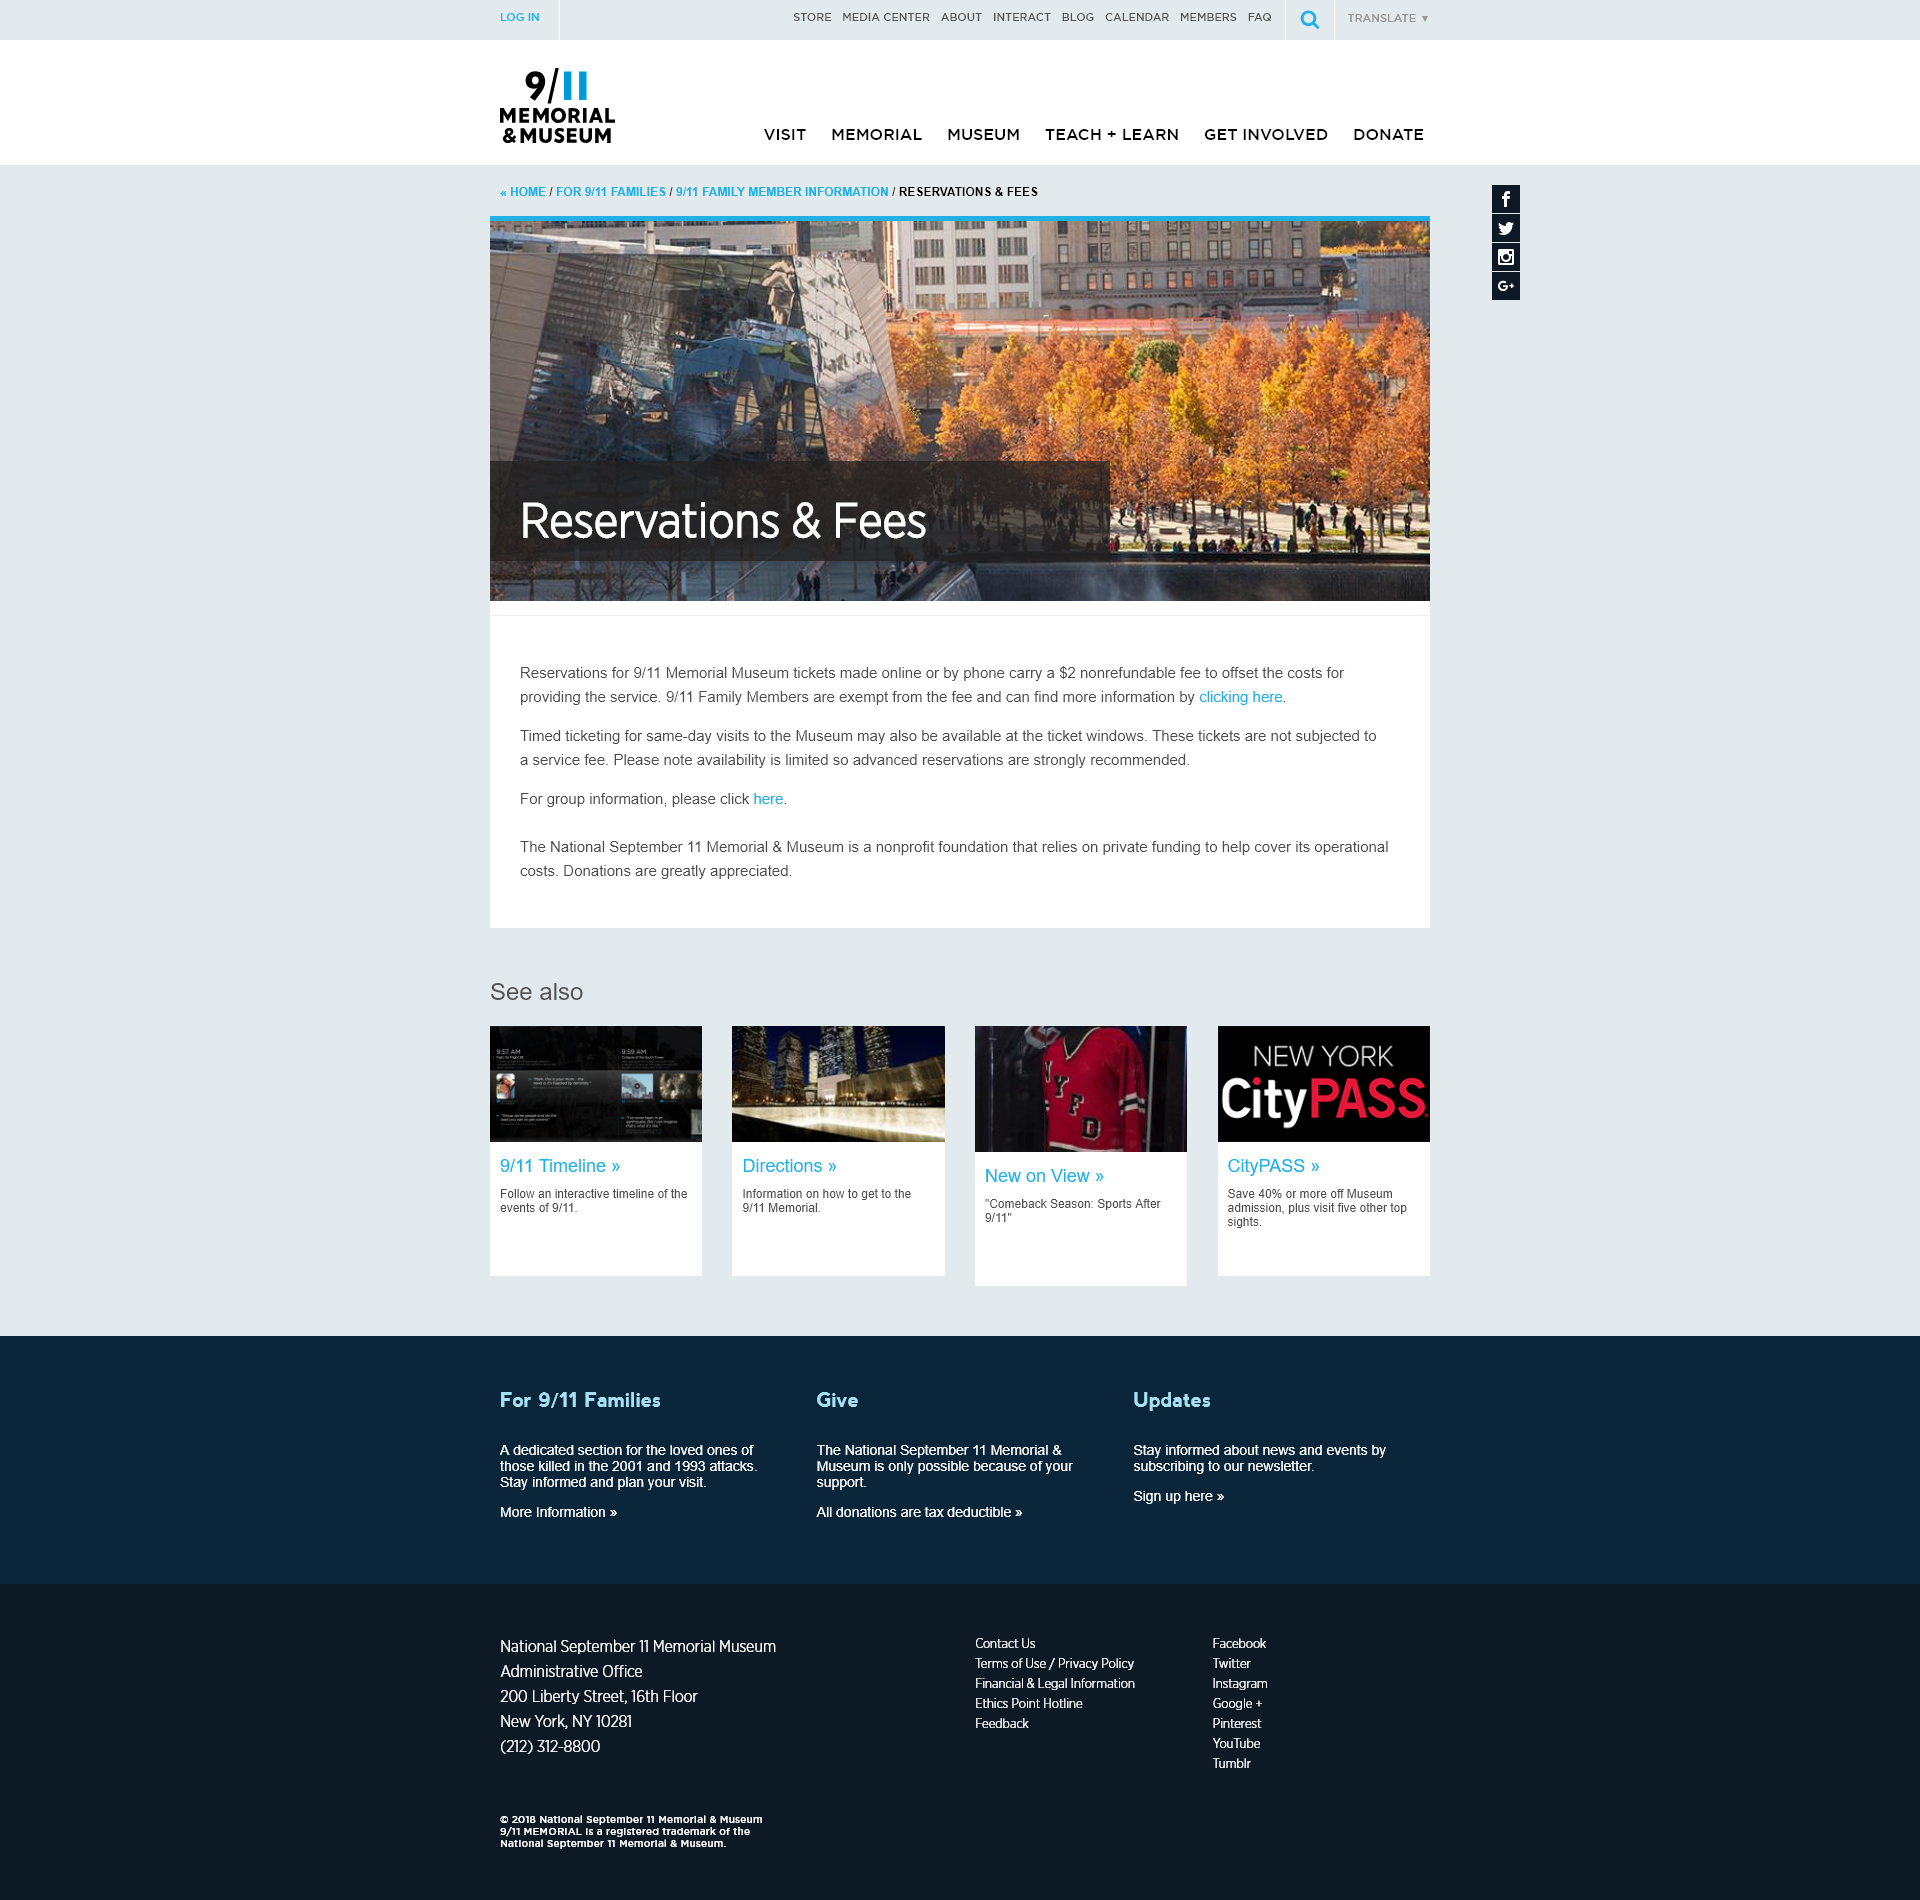 LOG IN
STORE MEDIA CENTER ABOUT INTERACT BLOG CALENDAR MEMBERS FAQ
TRANSLATE ▼
9/11
MEMORIAL
& MUSEUM
VISIT MEMORIAL MUSEUM TEACH + LEARN GET INVOLVED DONATE
« HOME / FOR 9/11 FAMILIES / 9/11 FAMILY MEMBER INFORMATION / RESERVATIONS & FEES
Reservations & Fees
Reservations for 9/11 Memorial Museum tickets made online or by phone carry a $2 nonrefundable fee to offset the costs for
providing the service. 9/11 Family Members are exempt from the fee and can find more information by clicking here.
Timed ticketing for same-day visits to the Museum may also be available at the ticket windows. These tickets are not subjected to
a service fee. Please note availability is limited so advanced reservations are strongly recommended.
For group information, please click here.
The National September 11 Memorial & Museum is a nonprofit foundation that relies on private funding to help cover its operational
costs. Donations are greatly appreciated.
See also
9:57 AM
9:59 AM
NYFD
NEW YORK
CityPASS
9/11 Timeline »
Follow an interactive timeline of the
events of 9/11.
Directions »
Information on how to get to the
9/11 Memorial.
New on View »
"Comeback Season: Sports After
9/11"
CityPASS »
Save 40% or more off Museum
admission, plus visit five other top
sights.
For 9/11 Families
A dedicated section for the loved ones of
those killed in the 2001 and 1993 attacks.
Stay informed and plan your visit.
More Information »
Give
The National September 11 Memorial &
Museum is only possible because of your
support.
All donations are tax deductible »
Updates
Stay informed about news and events by
subscribing to our newsletter.
Sign up here »
National September 11 Memorial Museum
Administrative Office
200 Liberty Street, 16th Floor
New York, NY 10281
(212) 312-8800
Contact Us
Terms of Use / Privacy Policy
Financial & Legal Information
Ethics Point Hotline
Feedback
Facebook
Twitter
Instagram
Google +
Pinterest
YouTube
Tumblr
© 2018 National September 11 Memorial & Museum
9/11 MEMORIAL is a registered trademark of the
National September 11 Memorial & Museum.